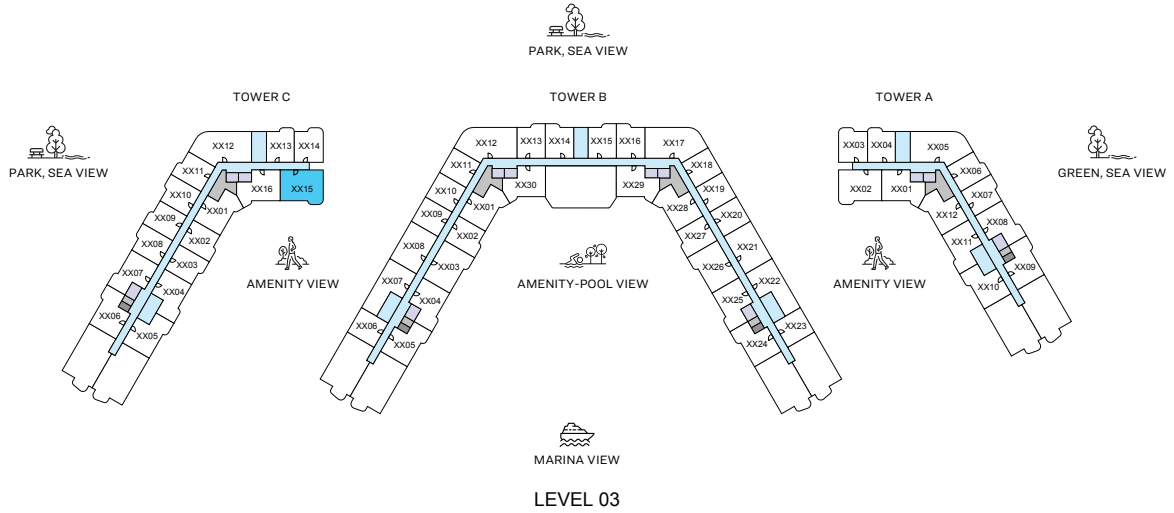 PARK, SEA VIEW
TOWER C
TOWER B
TOWER A
PARK, SEA VIEW
GREEN, SEA VIEW
XX12
XX13
XX14
XX11
XX10
XX09
XX08
XX07
XX06
XX05
XX04
XX03
XX02
XX01
XX16
XX15
XX12
XX13
XX14
XX15
XX16
XX17
XX11
XX10
XX09
XX08
XX07
XX06
XX05
XX04
XX03
XX02
XX01
XX30
XX29
XX28
XX27
XX26
XX25
XX24
XX18
XX19
XX20
XX21
XX22
XX23
XX03
XX04
XX05
XX02
XX01
XX06
XX07
XX08
XX09
XX12
XX11
XX10
AMENITY VIEW
AMENITY-POOL VIEW
AMENITY VIEW
MARINA VIEW
LEVEL 03